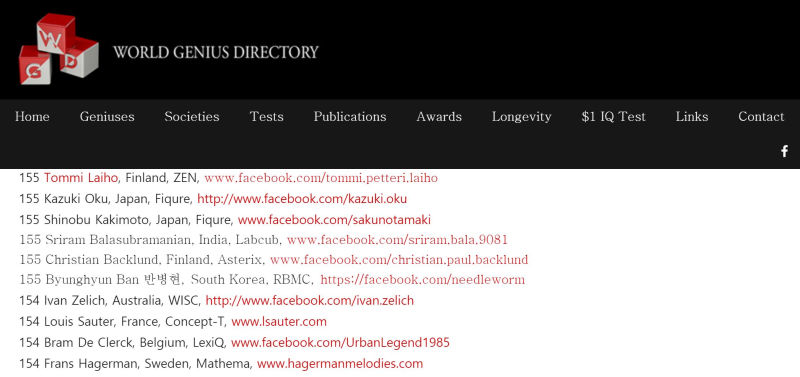 W
G D
WORLD GENIUS DIRECTORY
Home Geniuses Societies Tests Publications Awards Longevity $1 IQ Test Links Contact
f
155 Tommi Laiho, Finland, ZEN, www.facebook.com/tommi.petteri.laiho
155 Kazuki Oku, Japan, Fiqure, http://www.facebook.com/kazuki.oku
155 Shinobu Kakimoto, Japan, Fiqure, www.facebook.com/sakunotamaki
155 Sriram Balasubramanian, India, Labcub, www.facebook.com/sriram.bala.9081
155 Christian Backlund, Finland, Asterix, www.facebook.com/christian.paul.backlund
155 Byunghyun Ban 반병현, South Korea, RBMC, https://facebook.com/needleworm
154 Ivan Zelich, Australia, WISC, http://www.facebook.com/ivan.zelich
154 Louis Sauter, France, Concept-T, www.lsauter.com
154 Bram De Clerck, Belgium, LexiQ, www.facebook.com/UrbanLegend1985
154 Frans Hagerman, Sweden, Mathema, www.hagermanmelodies.com